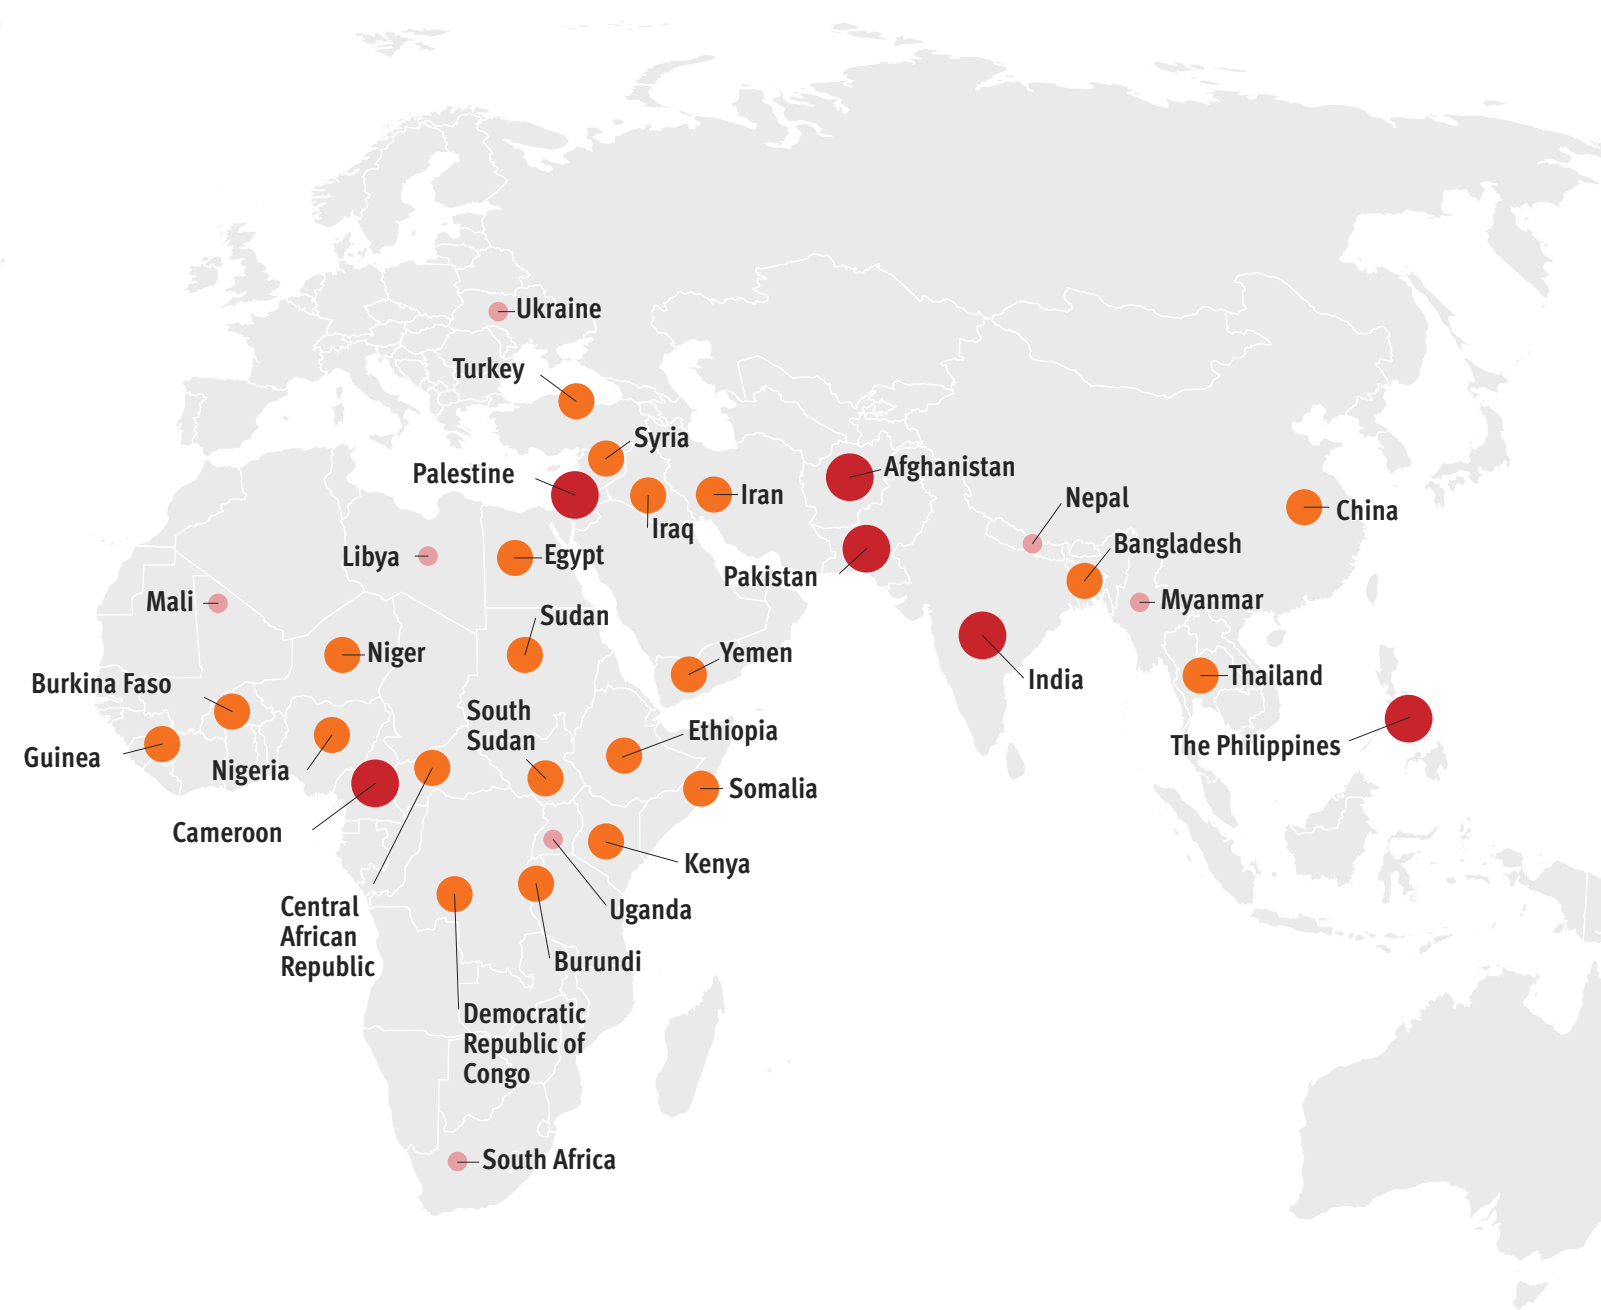 Ukraine
Turkey
Syria
Palestine
Afghanistan
Iran
Nepal
China
Iraq
Bangladesh
Libya
Egypt
Pakistan
Mali
Myanmar
Sudan
Niger
Yemen
Thailand
India
Burkina Faso
South
Sudan
Ethiopia
The Philippines
Guinea
Nigeria
Somalia
Cameroon
Kenya
Central
African
Republic
Uganda
Burundi
Democratic
Republic of
Congo
South Africa